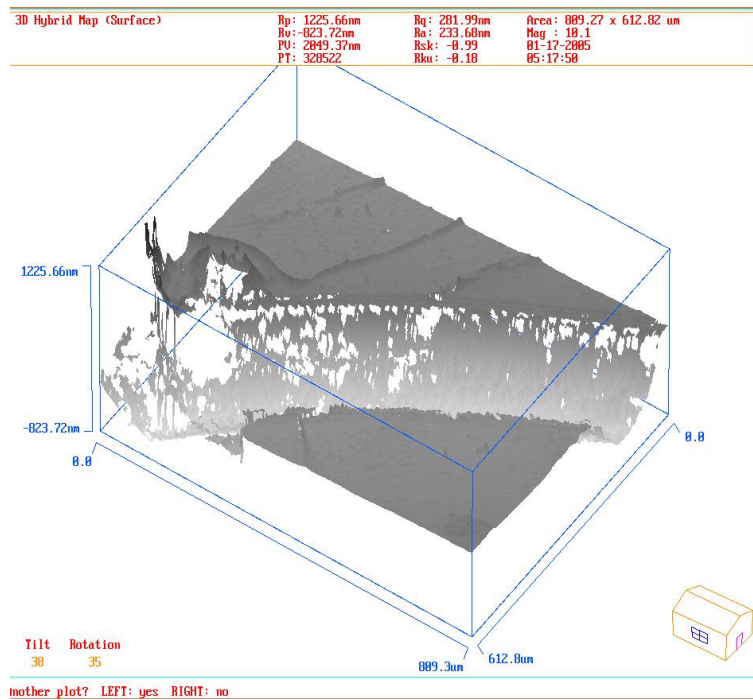 3D Hybrid Map (Surface) Rp: 1225.66nm Rq: 281.99nm Area: 809.27 x 612.82 um
Rv:-823.72nm Ra: 233.68nm Mag : 10.1
PV: 2049.37nm Rsk: -0.99 01-17-2005
PT: 328522 Rku: -0.18 05:17:50
1225.66nm
-823.72nm
0.0
0.0
Tilt Rotation
38 35
809.3um 612.8um
nother plot? LEFT: yes RIGHT: no